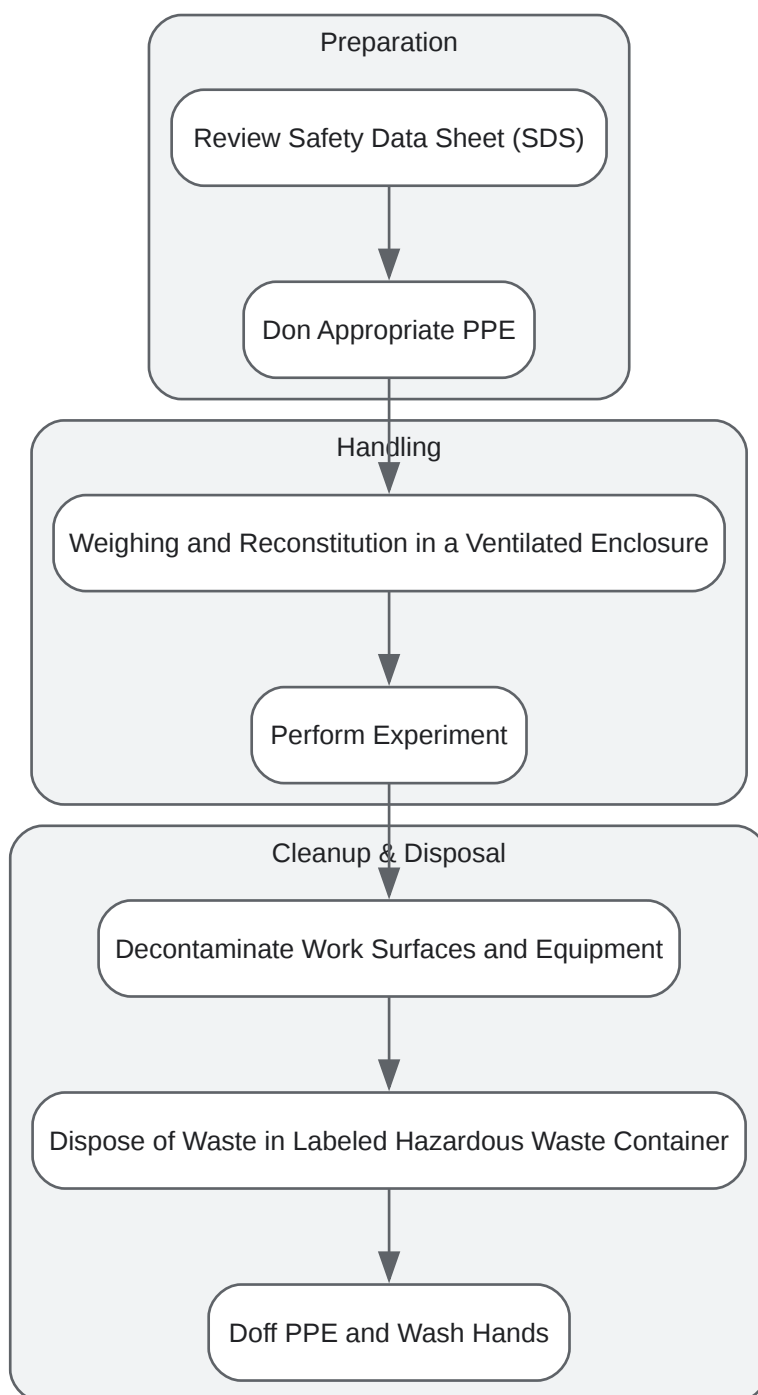 Preparation
Review Safety Data Sheet (SDS)
Don Appropriate PPE
Handling
Weighing and Reconstitution in a Ventilated Enclosure
Perform Experiment
Cleanup & Disposal
Decontaminate Work Surfaces and Equipment
Dispose of Waste in Labeled Hazardous Waste Container
Doff PPE and Wash Hands